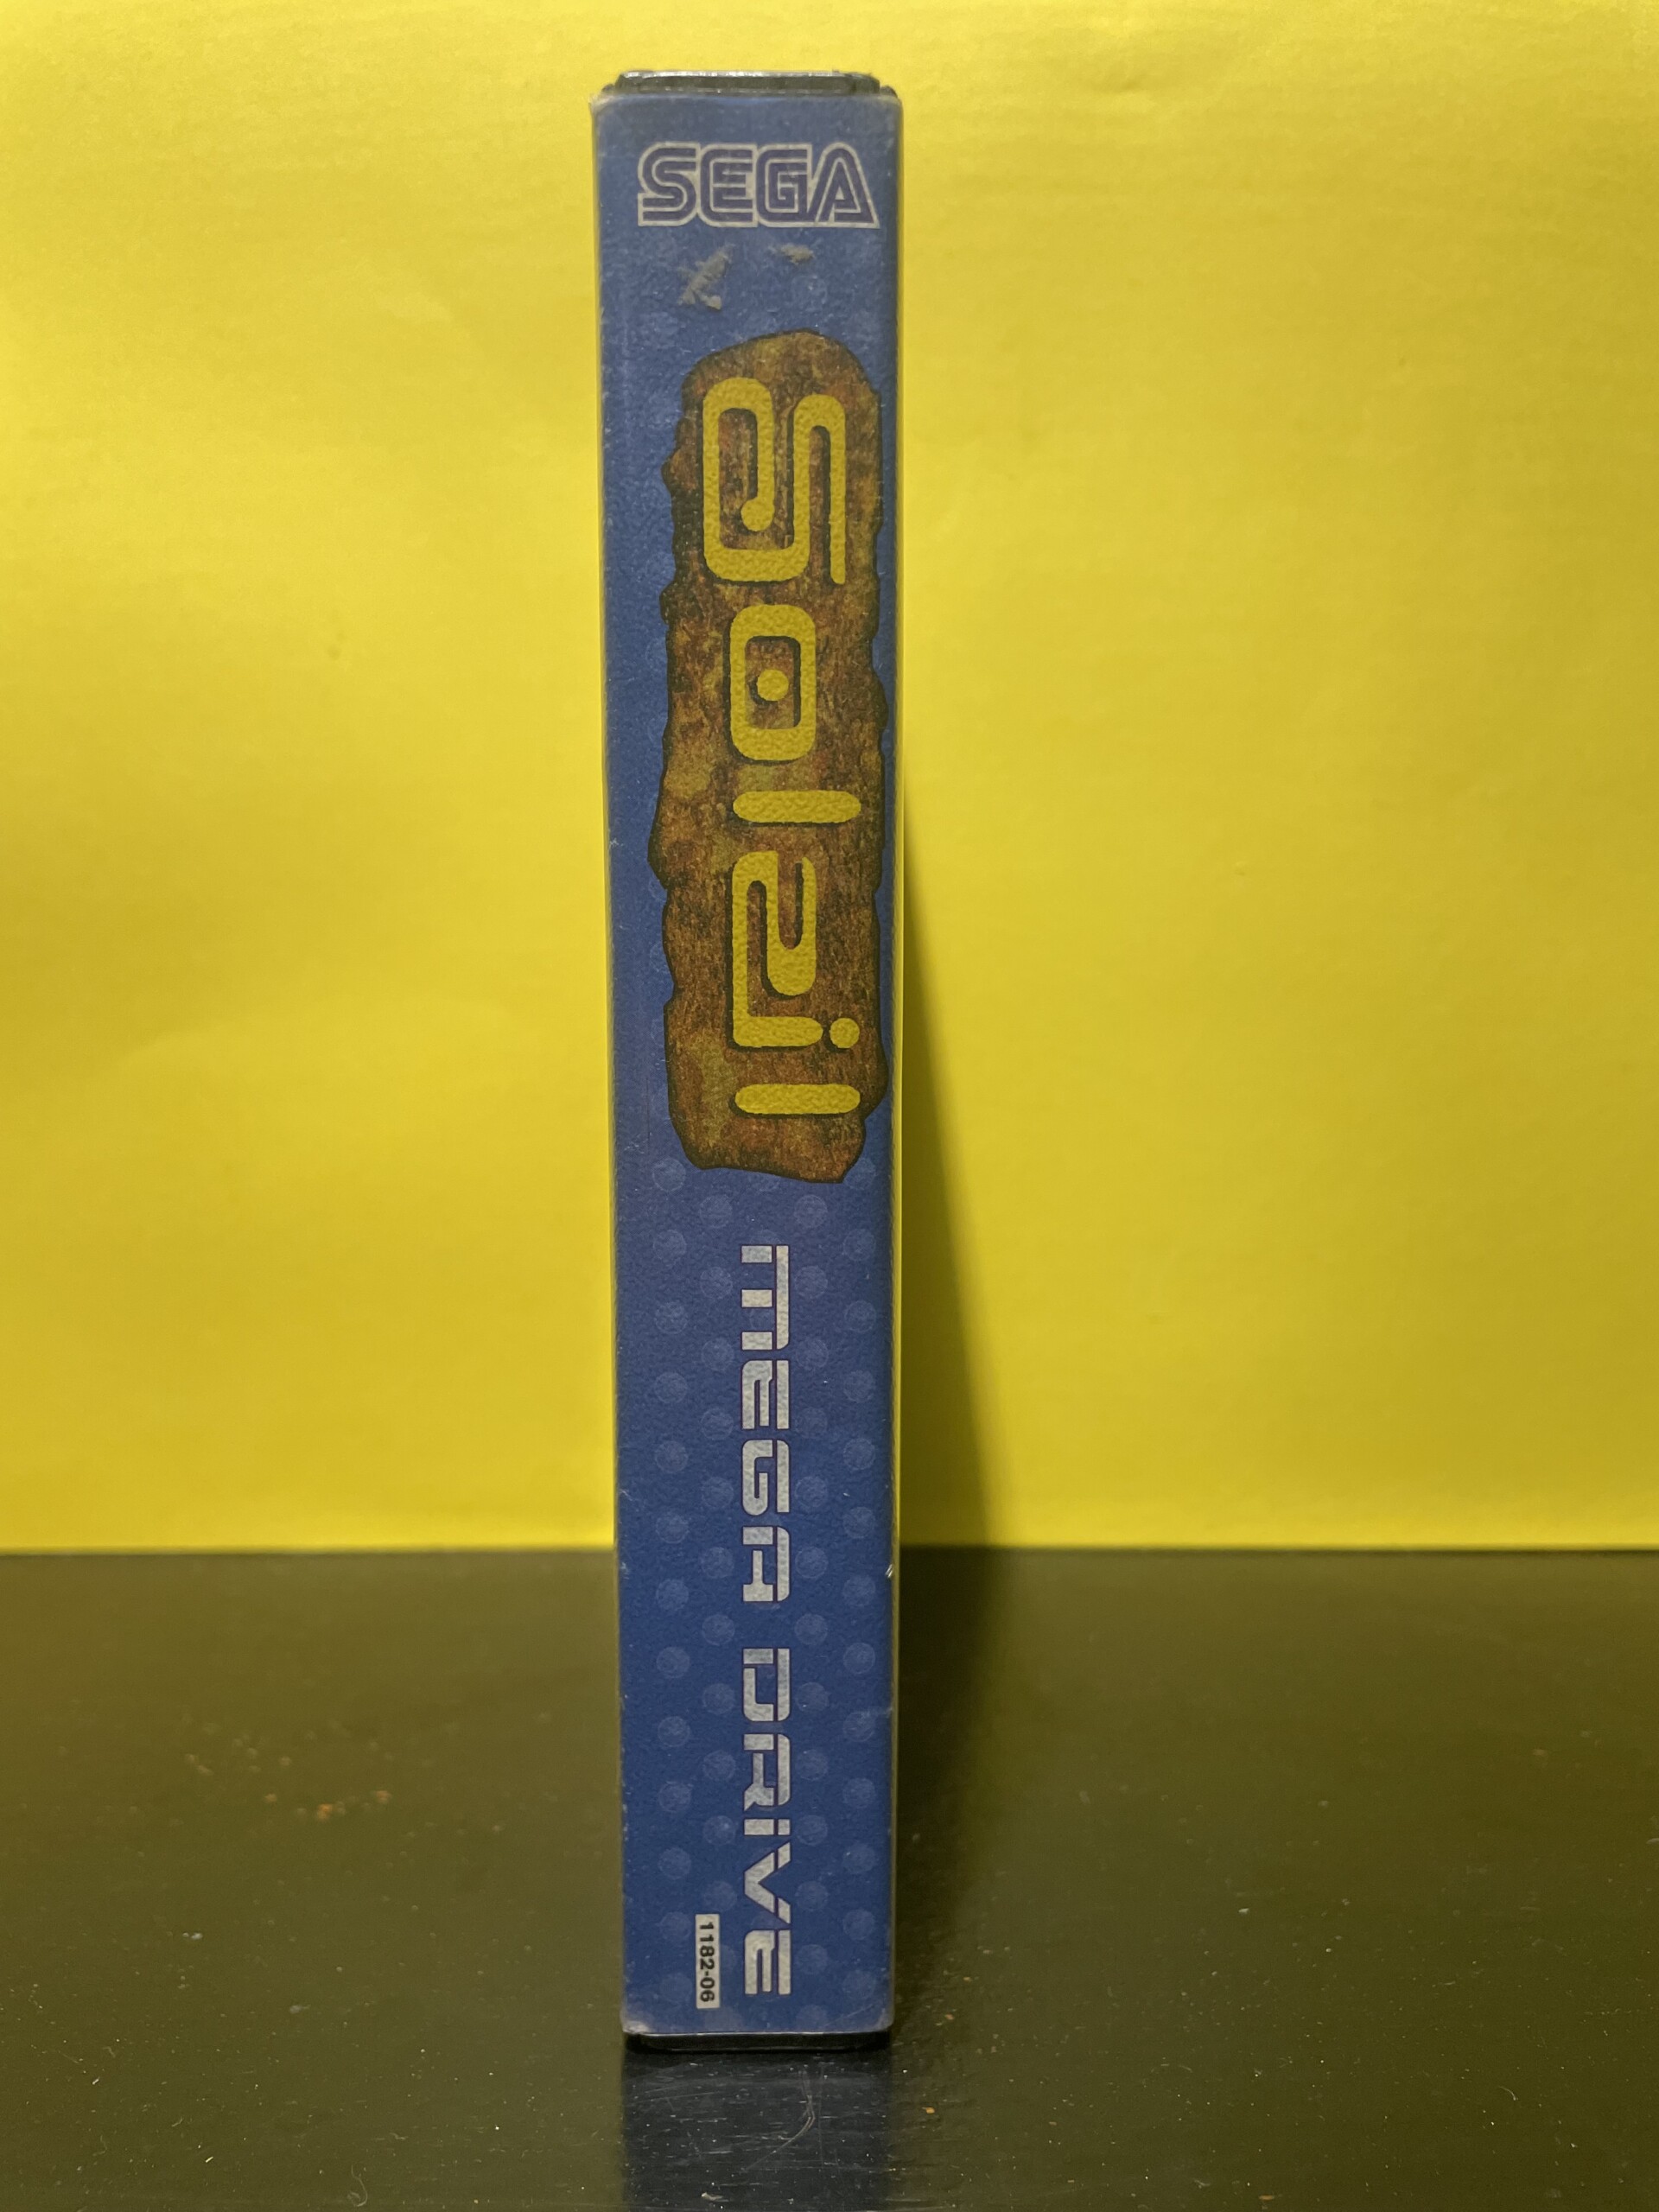 SEGA
Soleil
MEGA DRIVE
1182-06